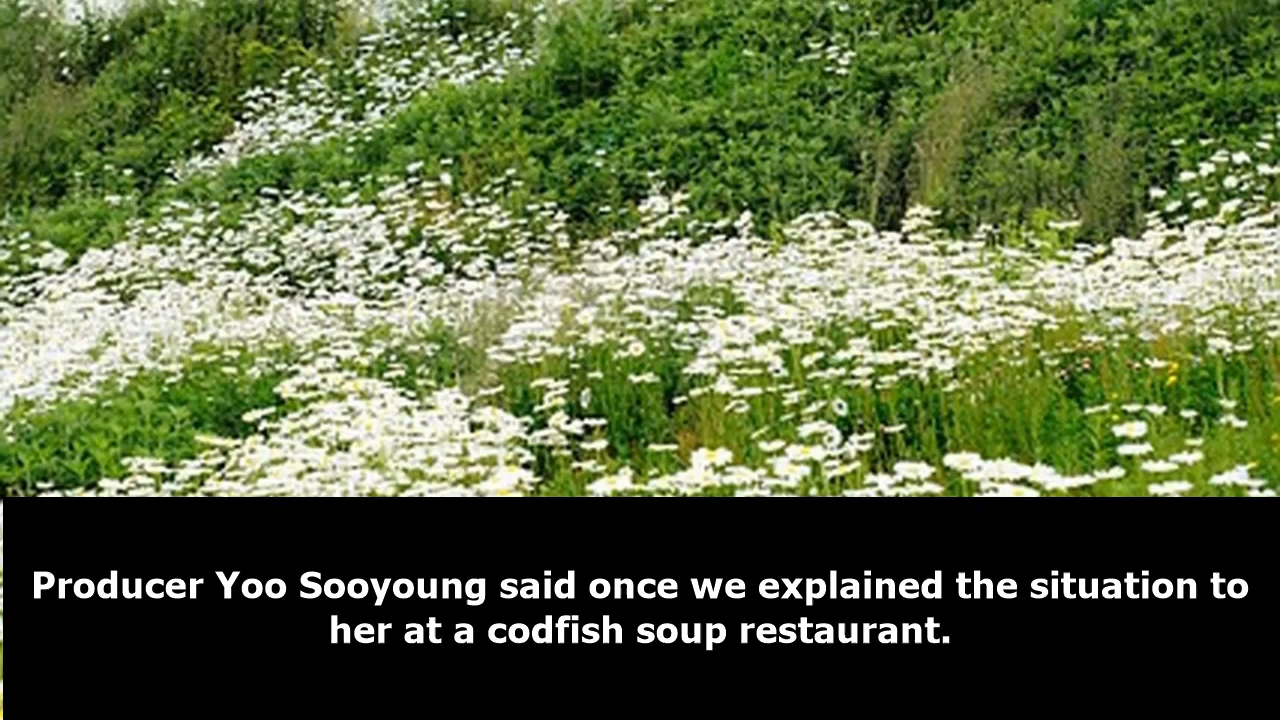 Producer Yoo Sooyoung said once we explained the situation to
her at a codfish soup restaurant.